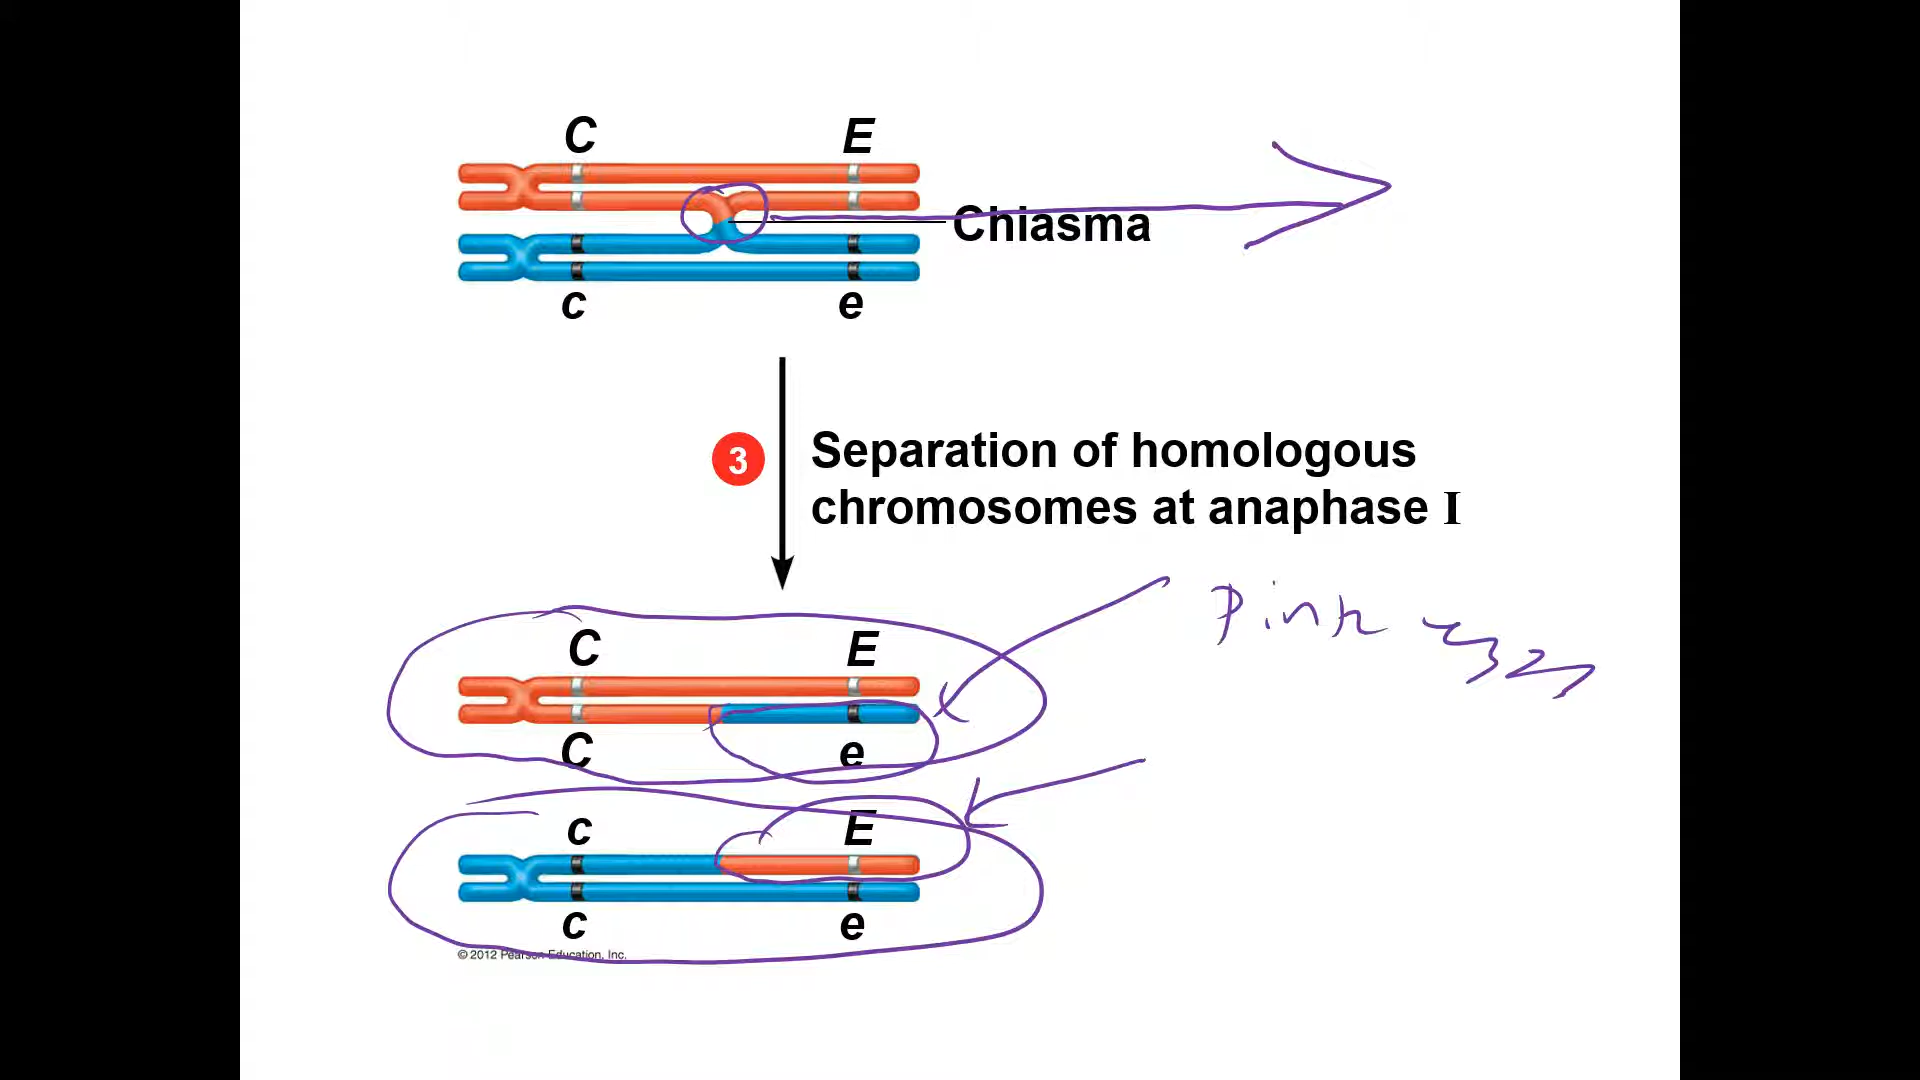 C E
Chiasma
c e
3 Separation of homologous
chromosomes at anaphase I
Pink
C E
C e
c E
c e
© 2012 Pearson Education, Inc.